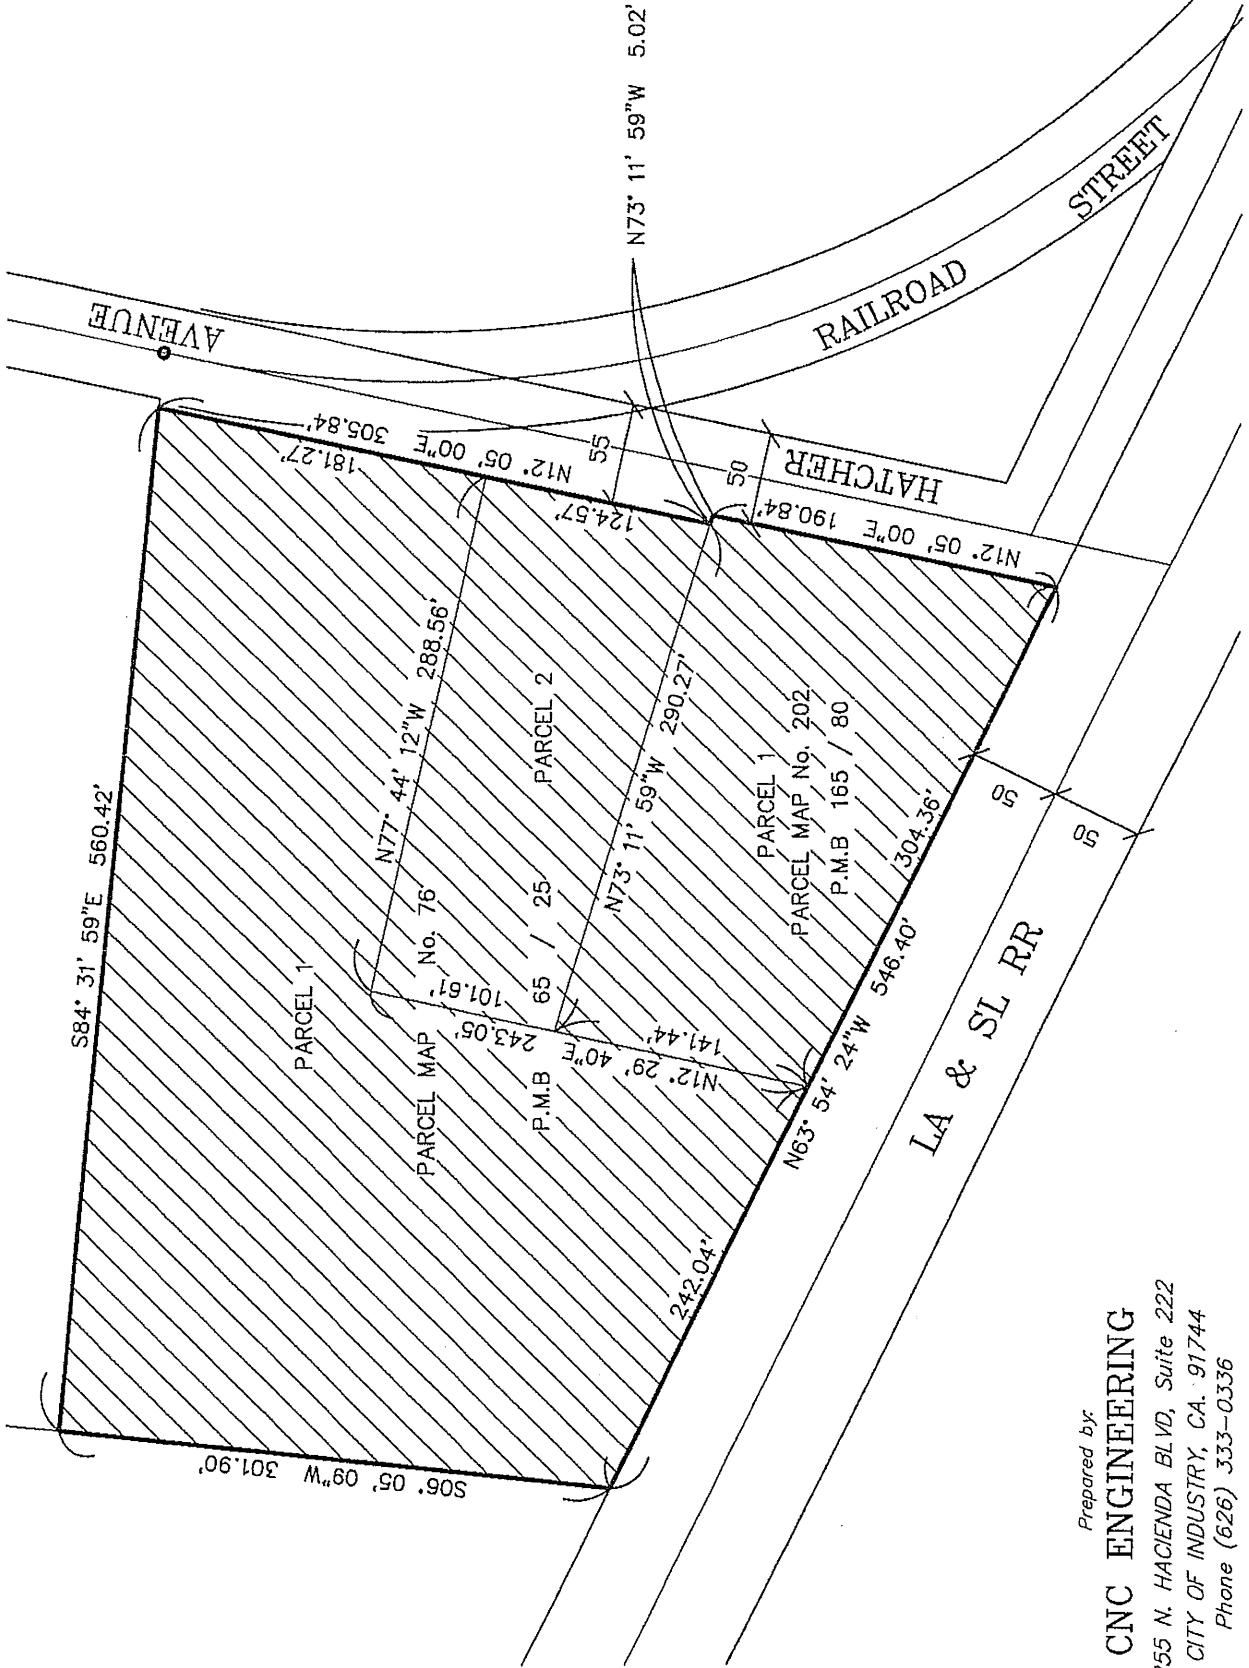 S84° 31' 59"E 560.42'
S06° 05' 09"W 301.90'
PARCEL 1
PARCEL MAP No. 76
P.M.B 65 / 25
PARCEL 2
N77° 44' 12"W 288.56'
N12° 05' 00"E 305.84'
181.27'
124.57'
AVENUE
55
50
HATCHER
N12° 05' 00"E 190.84'
N73° 11' 59"W 5.02'
RAILROAD
STREET
101.61'
N12° 29' 40"E 243.05'
141.44'
N73° 11' 59"W 290.27'
PARCEL 1
PARCEL MAP No. 202
P.M.B 165 / 80
304.36'
N63° 54' 24"W 546.40'
242.04'
50
50
LA & SL RR
Prepared by:
CNC ENGINEERING
55 N. HACIENDA BLVD, Suite 222
CITY OF INDUSTRY, CA. 91744
Phone (626) 333-0336